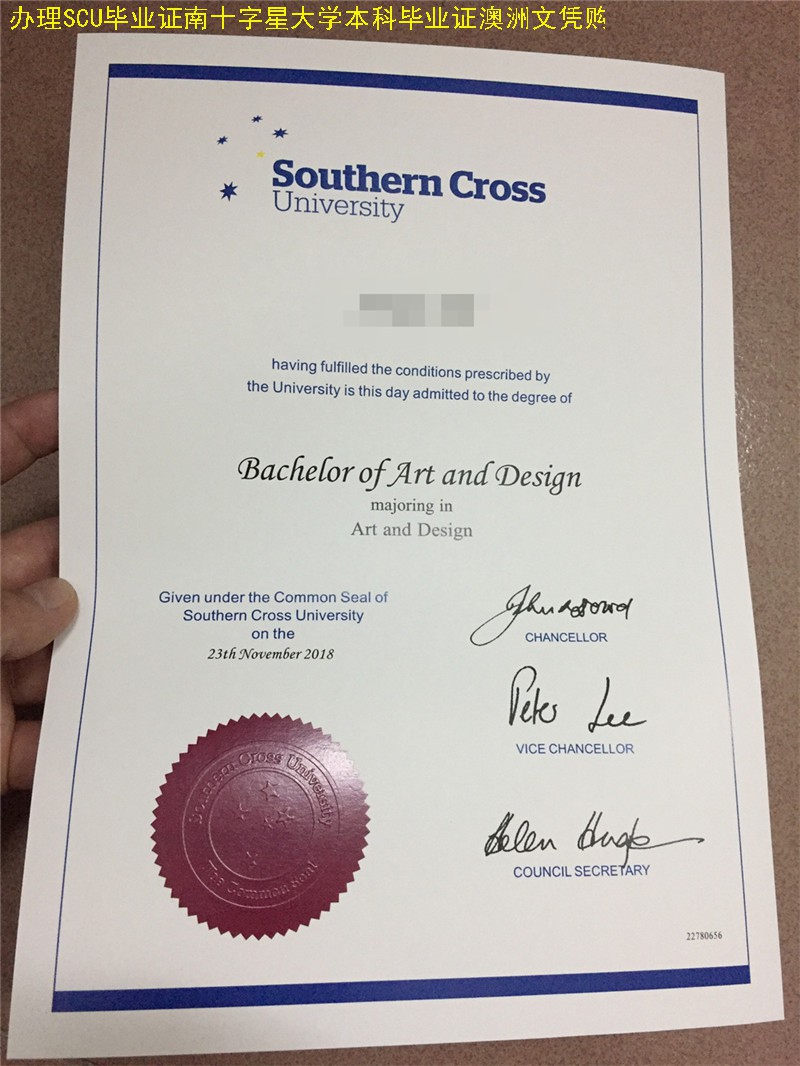 办理SCU毕业证南十字星大学本科毕业证澳洲文凭购
Southern Cross
University
having fulfilled the conditions prescribed by
the University is this day admitted to the degree of
Bachelor of Art and Design
majoring in
Art and Design
Given under the Common Seal of
Southern Cross University
on the
23th November 2018
CHANCELLOR
Peter Lee
VICE CHANCELLOR
Helen Hughes
COUNCIL SECRETARY
Southern Cross University
The Common Seal
22780656